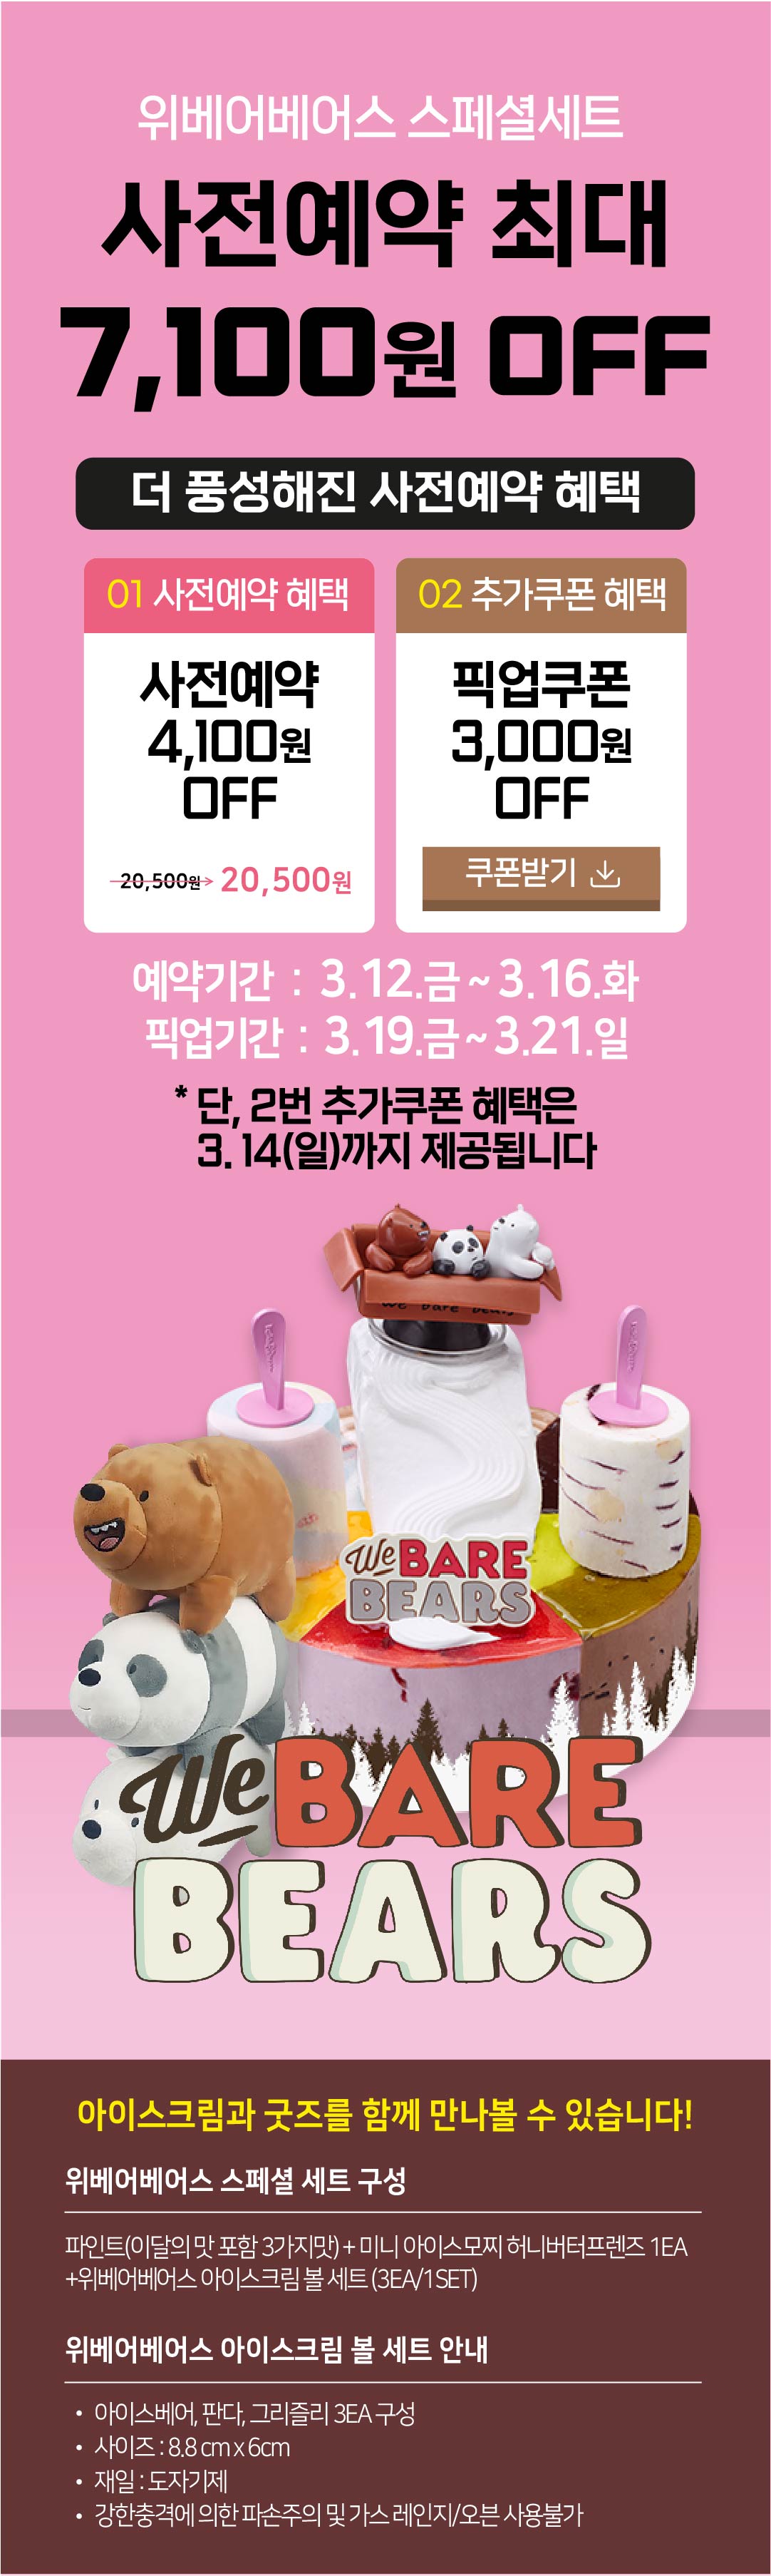 위베어베어스 스페셜세트
사전예약 최대
7,100원 OFF
더 풍성해진 사전예약 혜택
01 사전예약 혜택
사전예약
4,100원
OFF
20,500원→ 20,500원
02 추가쿠폰 혜택
픽업쿠폰
3,000원
OFF
쿠폰받기
예약기간 : 3.12.금~3.16.화
픽업기간 : 3.19.금~3.21.일
* 단, 2번 추가쿠폰 혜택은
3. 14(일)까지 제공됩니다
we bare bears
We BARE
BEARS
We BARE
BEARS
아이스크림과 굿즈를 함께 만나볼 수 있습니다!
위베어베어스 스페셜 세트 구성
파인트(이달의 맛 포함 3가지맛) + 미니 아이스모찌 허니버터프렌즈 1EA
+위베어베어스 아이스크림 볼 세트 (3EA/1SET)
위베어베어스 아이스크림 볼 세트 안내
• 아이스베어, 판다, 그리즐리 3EA 구성
• 사이즈 : 8.8 cm x 6cm
• 재일 : 도자기제
• 강한충격에 의한 파손주의 및 가스 레인지/오븐 사용불가